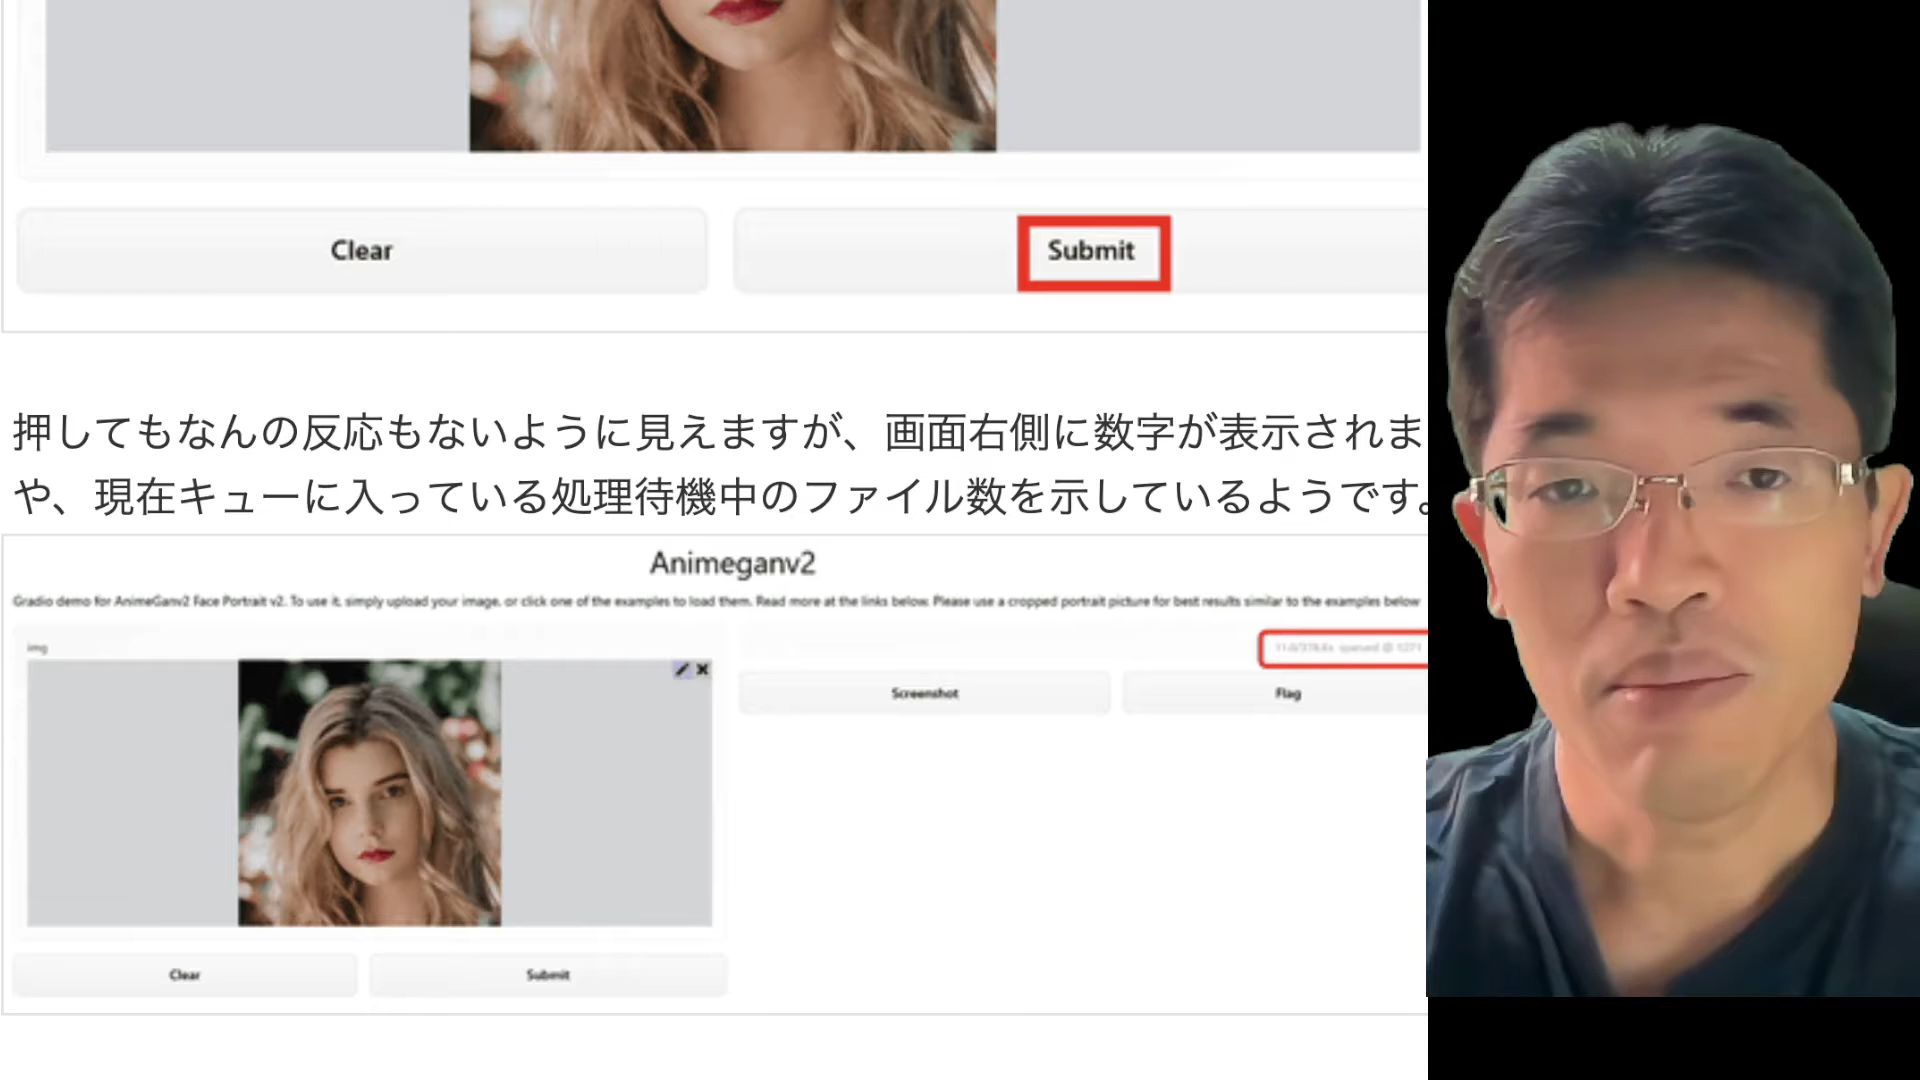 Clear
Submit
押してもなんの反応もないように見えますが、画面右側に数字が表示されま
や、現在キューに入っている処理待機中のファイル数を示しているようです。
Animeganv2
Gradio demo for AnimeGanv2 Face Portrait v2. To use it, simply upload your image, or click one of the examples to load them. Read more at the links below. Please use a cropped portrait picture for best results similar to the examples below
img
queued @
Screenshot
Flag
Clear
Submit